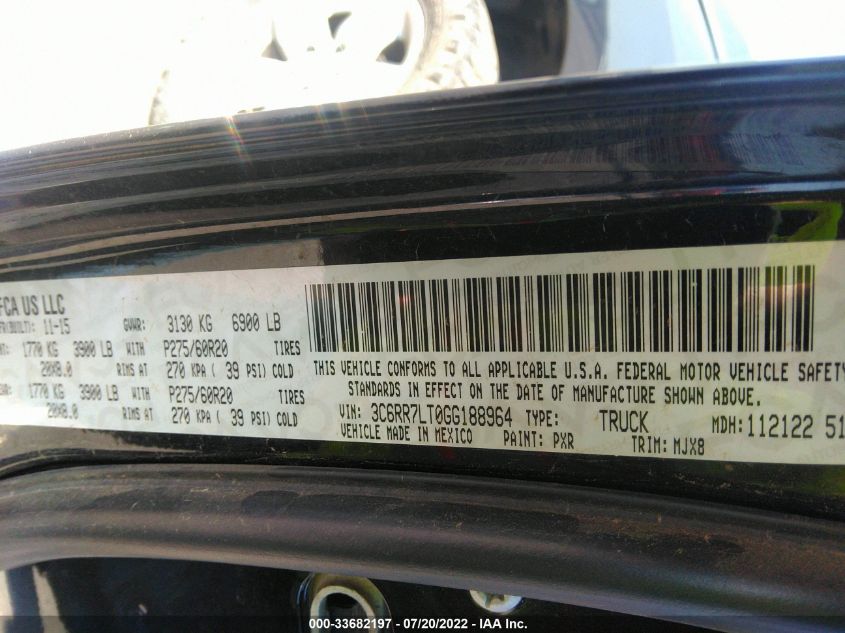 FCA US LLC
MFR(BUILT): 11-15 GVWR: 3130 KG 6900 LB
1770 KG 3900 LB WITH P275/60R20 TIRES
20X8.0 RIMS AT 270 KPA ( 39 PSI) COLD
1770 KG 3900 LB WITH P275/60R20 TIRES
20X8.0 RIMS AT 270 KPA ( 39 PSI) COLD
THIS VEHICLE CONFORMS TO ALL APPLICABLE U.S.A. FEDERAL MOTOR VEHICLE SAFETY
STANDARDS IN EFFECT ON THE DATE OF MANUFACTURE SHOWN ABOVE.
VIN: 3C6RR7LT0GG188964 TYPE: TRUCK MDH: 112122 51
VEHICLE MADE IN MEXICO PAINT: PXR TRIM: MJX8
000-33682197 - 07/20/2022 - IAA Inc.